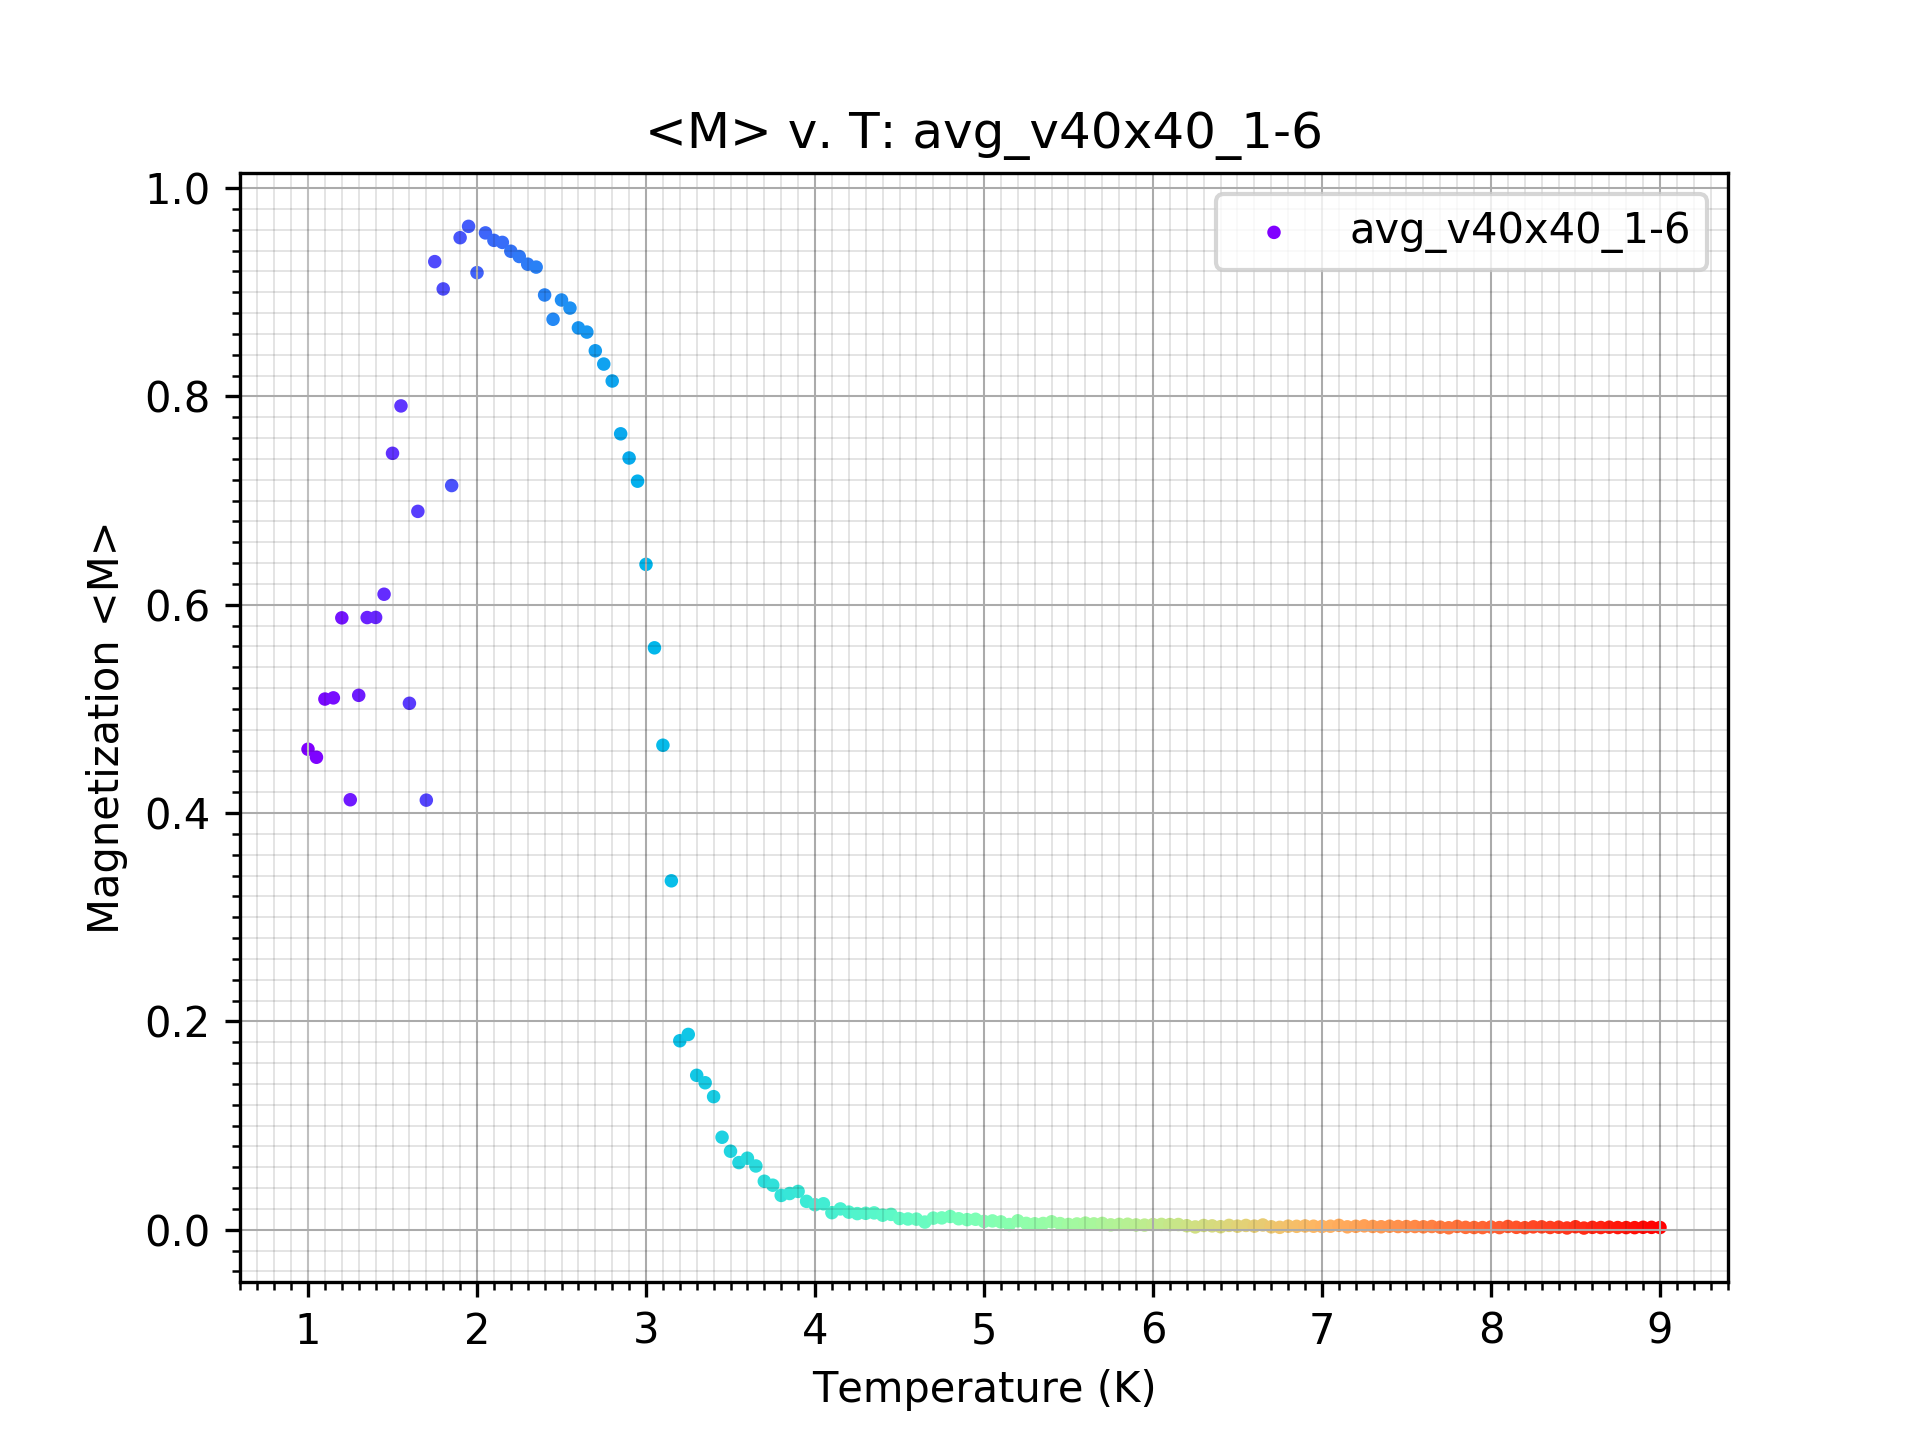 <M> v. T: avg_v40x40_1-6
avg_v40x40_1-6
Magnetization <M>
1.0
0.8
0.6
0.4
0.2
0.0
1 2 3 4 5 6 7 8 9
Temperature (K)